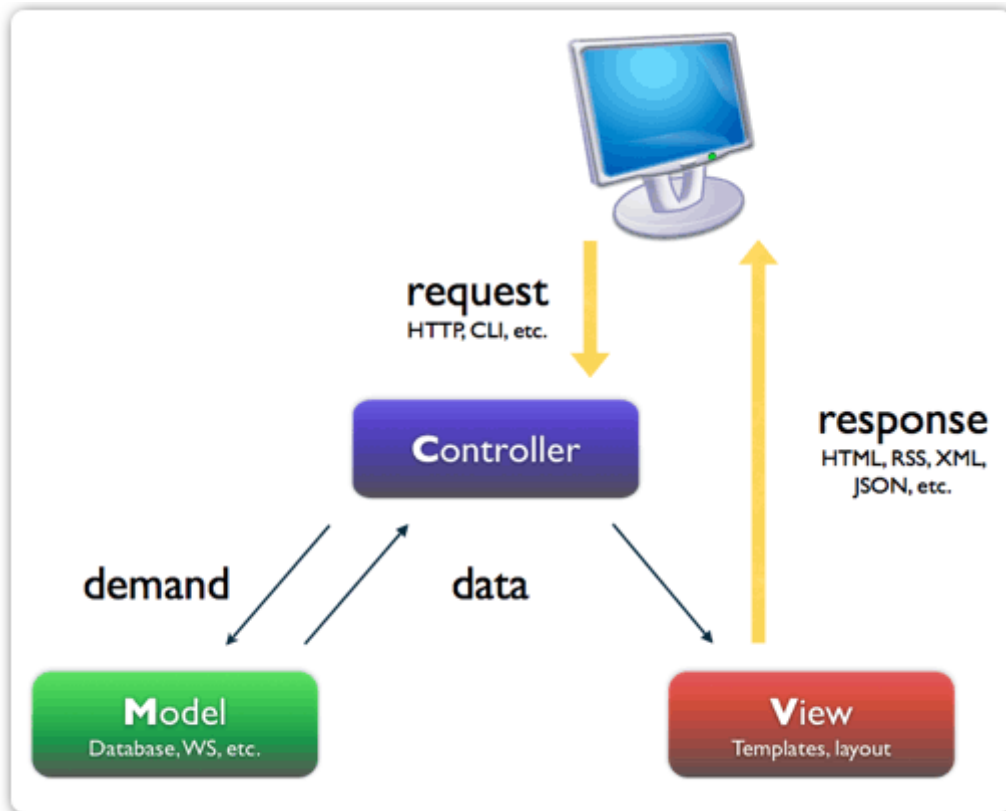 request
HTTP, CLI, etc.
Controller
response
HTML, RSS, XML,
JSON, etc.
demand
data
Model
Database, WS, etc.
View
Templates, layout